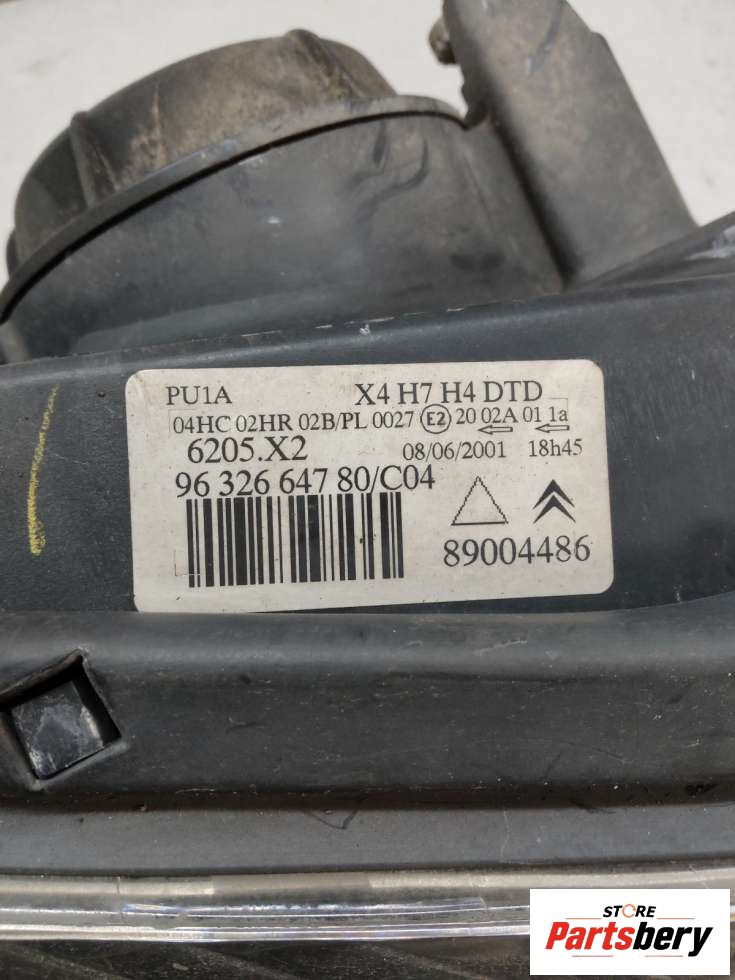 PU1A X4 H7 H4 DTD
04HC 02HR 02B/PL 0027 E2 20 02A 01 1a
6205.X2 08/06/2001 18h45
96 326 647 80/C04
89004486
STORE
Partsbery